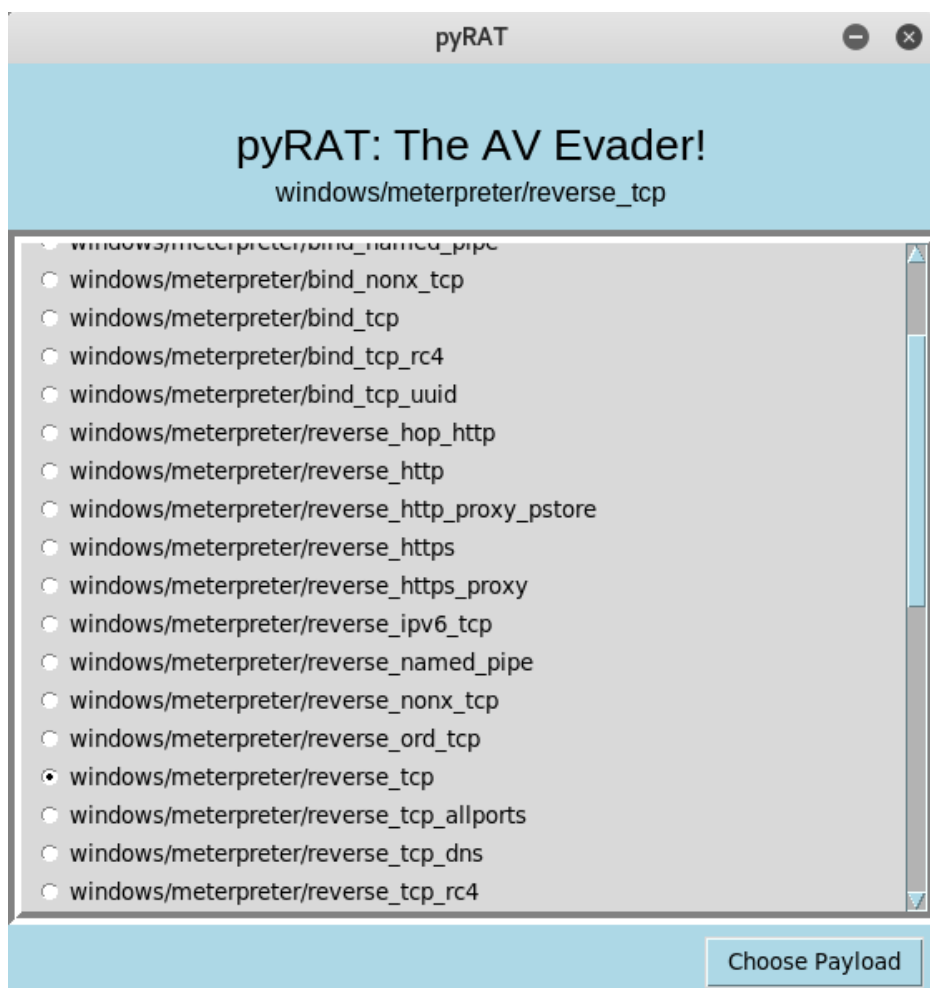 pyRAT
pyRAT: The AV Evader!
windows/meterpreter/reverse_tcp
windows/meterpreter/bind_named_pipe
windows/meterpreter/bind_nonx_tcp
windows/meterpreter/bind_tcp
windows/meterpreter/bind_tcp_rc4
windows/meterpreter/bind_tcp_uuid
windows/meterpreter/reverse_hop_http
windows/meterpreter/reverse_http
windows/meterpreter/reverse_http_proxy_pstore
windows/meterpreter/reverse_https
windows/meterpreter/reverse_https_proxy
windows/meterpreter/reverse_ipv6_tcp
windows/meterpreter/reverse_named_pipe
windows/meterpreter/reverse_nonx_tcp
windows/meterpreter/reverse_ord_tcp
windows/meterpreter/reverse_tcp
windows/meterpreter/reverse_tcp_allports
windows/meterpreter/reverse_tcp_dns
windows/meterpreter/reverse_tcp_rc4
Choose Payload